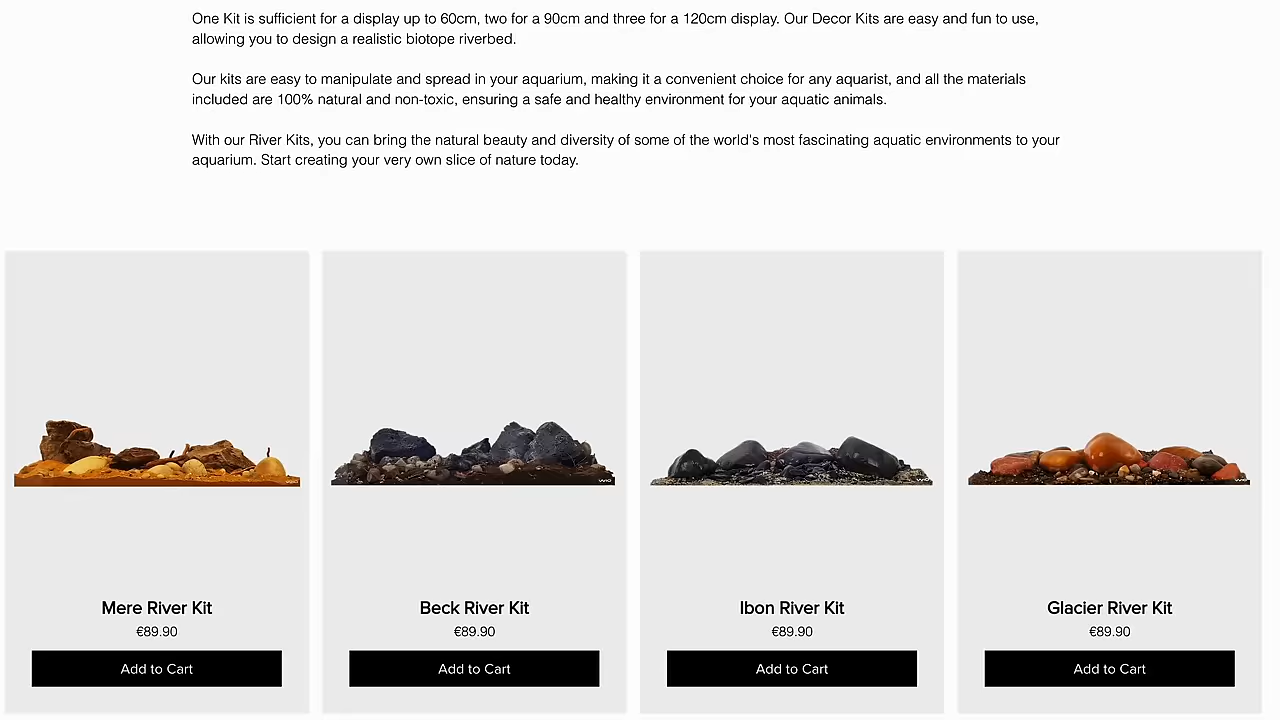 One Kit is sufficient for a display up to 60cm, two for a 90cm and three for a 120cm display. Our Decor Kits are easy and fun to use,
allowing you to design a realistic biotope riverbed.
Our kits are easy to manipulate and spread in your aquarium, making it a convenient choice for any aquarist, and all the materials
included are 100% natural and non-toxic, ensuring a safe and healthy environment for your aquatic animals.
With our River Kits, you can bring the natural beauty and diversity of some of the world's most fascinating aquatic environments to your
aquarium. Start creating your very own slice of nature today.
Mere River Kit
€89.90
Add to Cart
Beck River Kit
€89.90
Add to Cart
Ibon River Kit
€89.90
Add to Cart
Glacier River Kit
€89.90
Add to Cart